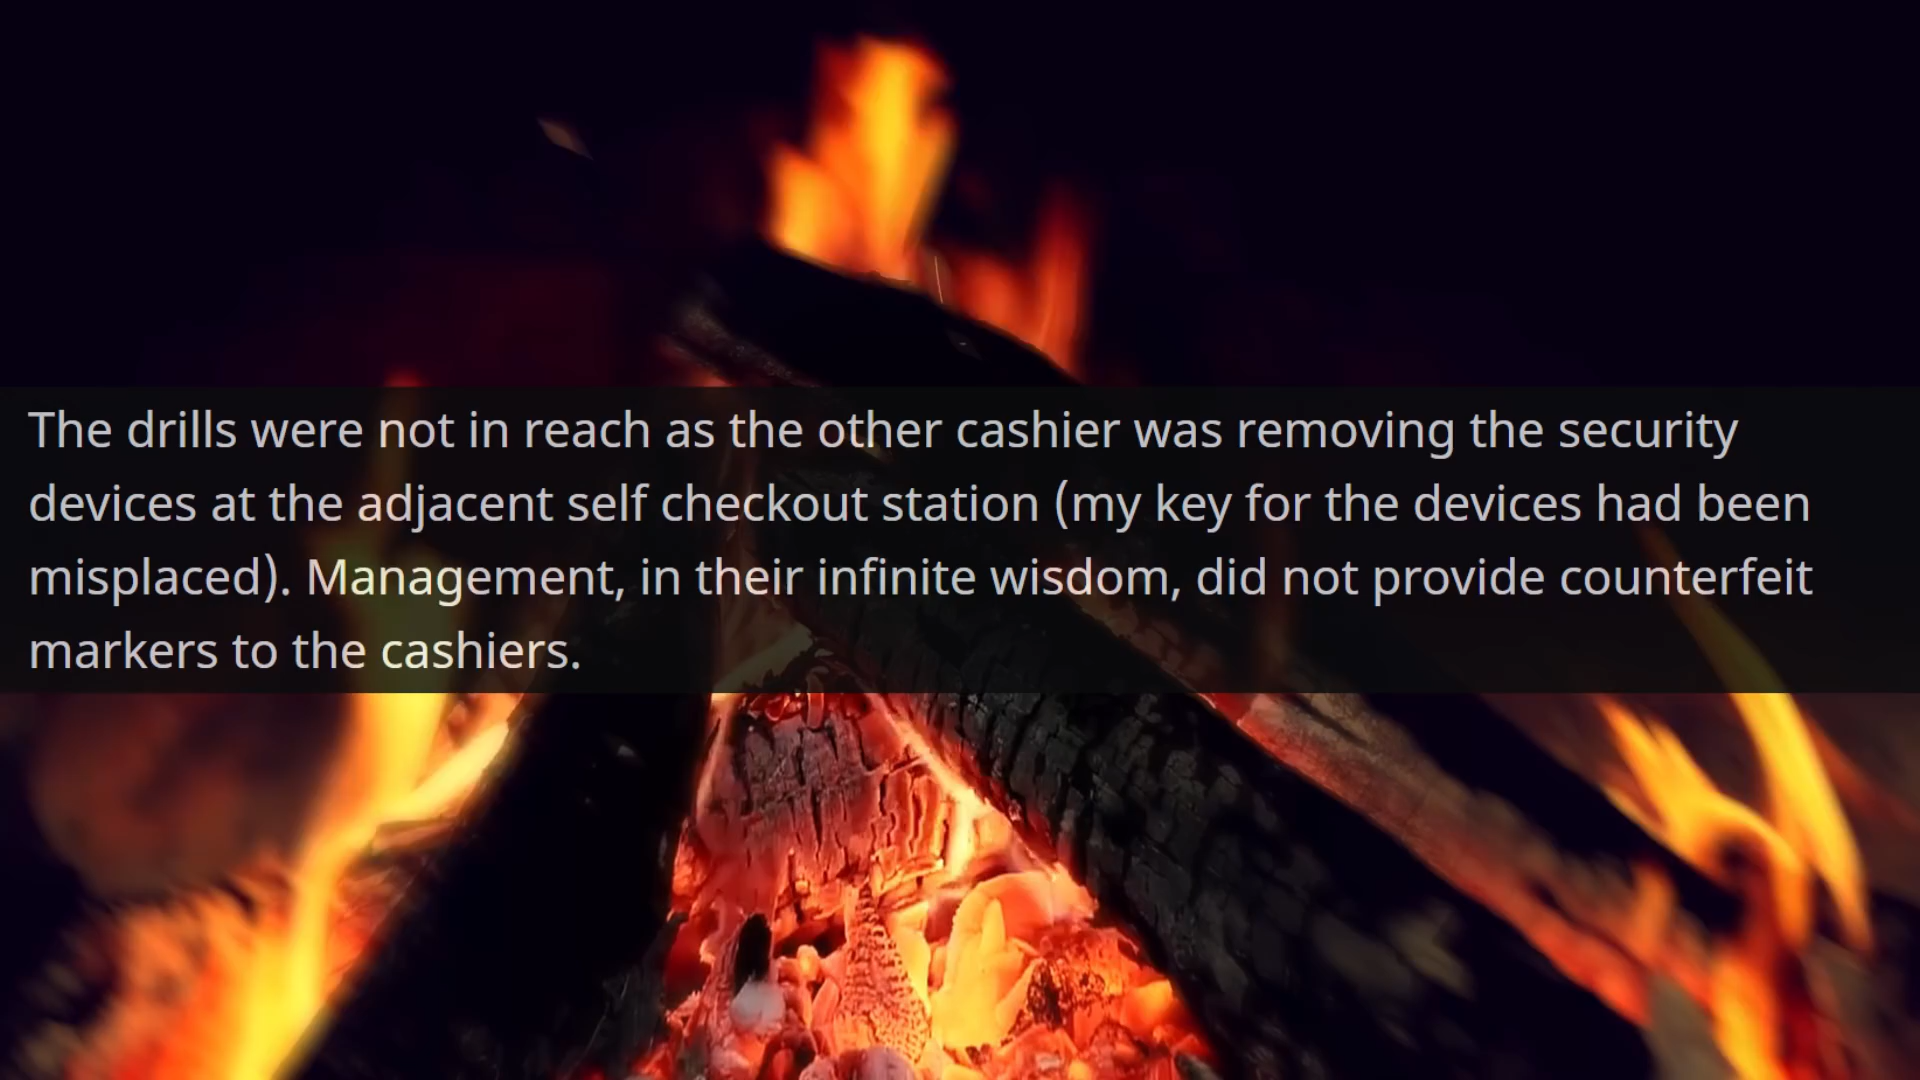 The drills were not in reach as the other cashier was removing the security
devices at the adjacent self checkout station (my key for the devices had been
misplaced). Management, in their infinite wisdom, did not provide counterfeit
markers to the cashiers.